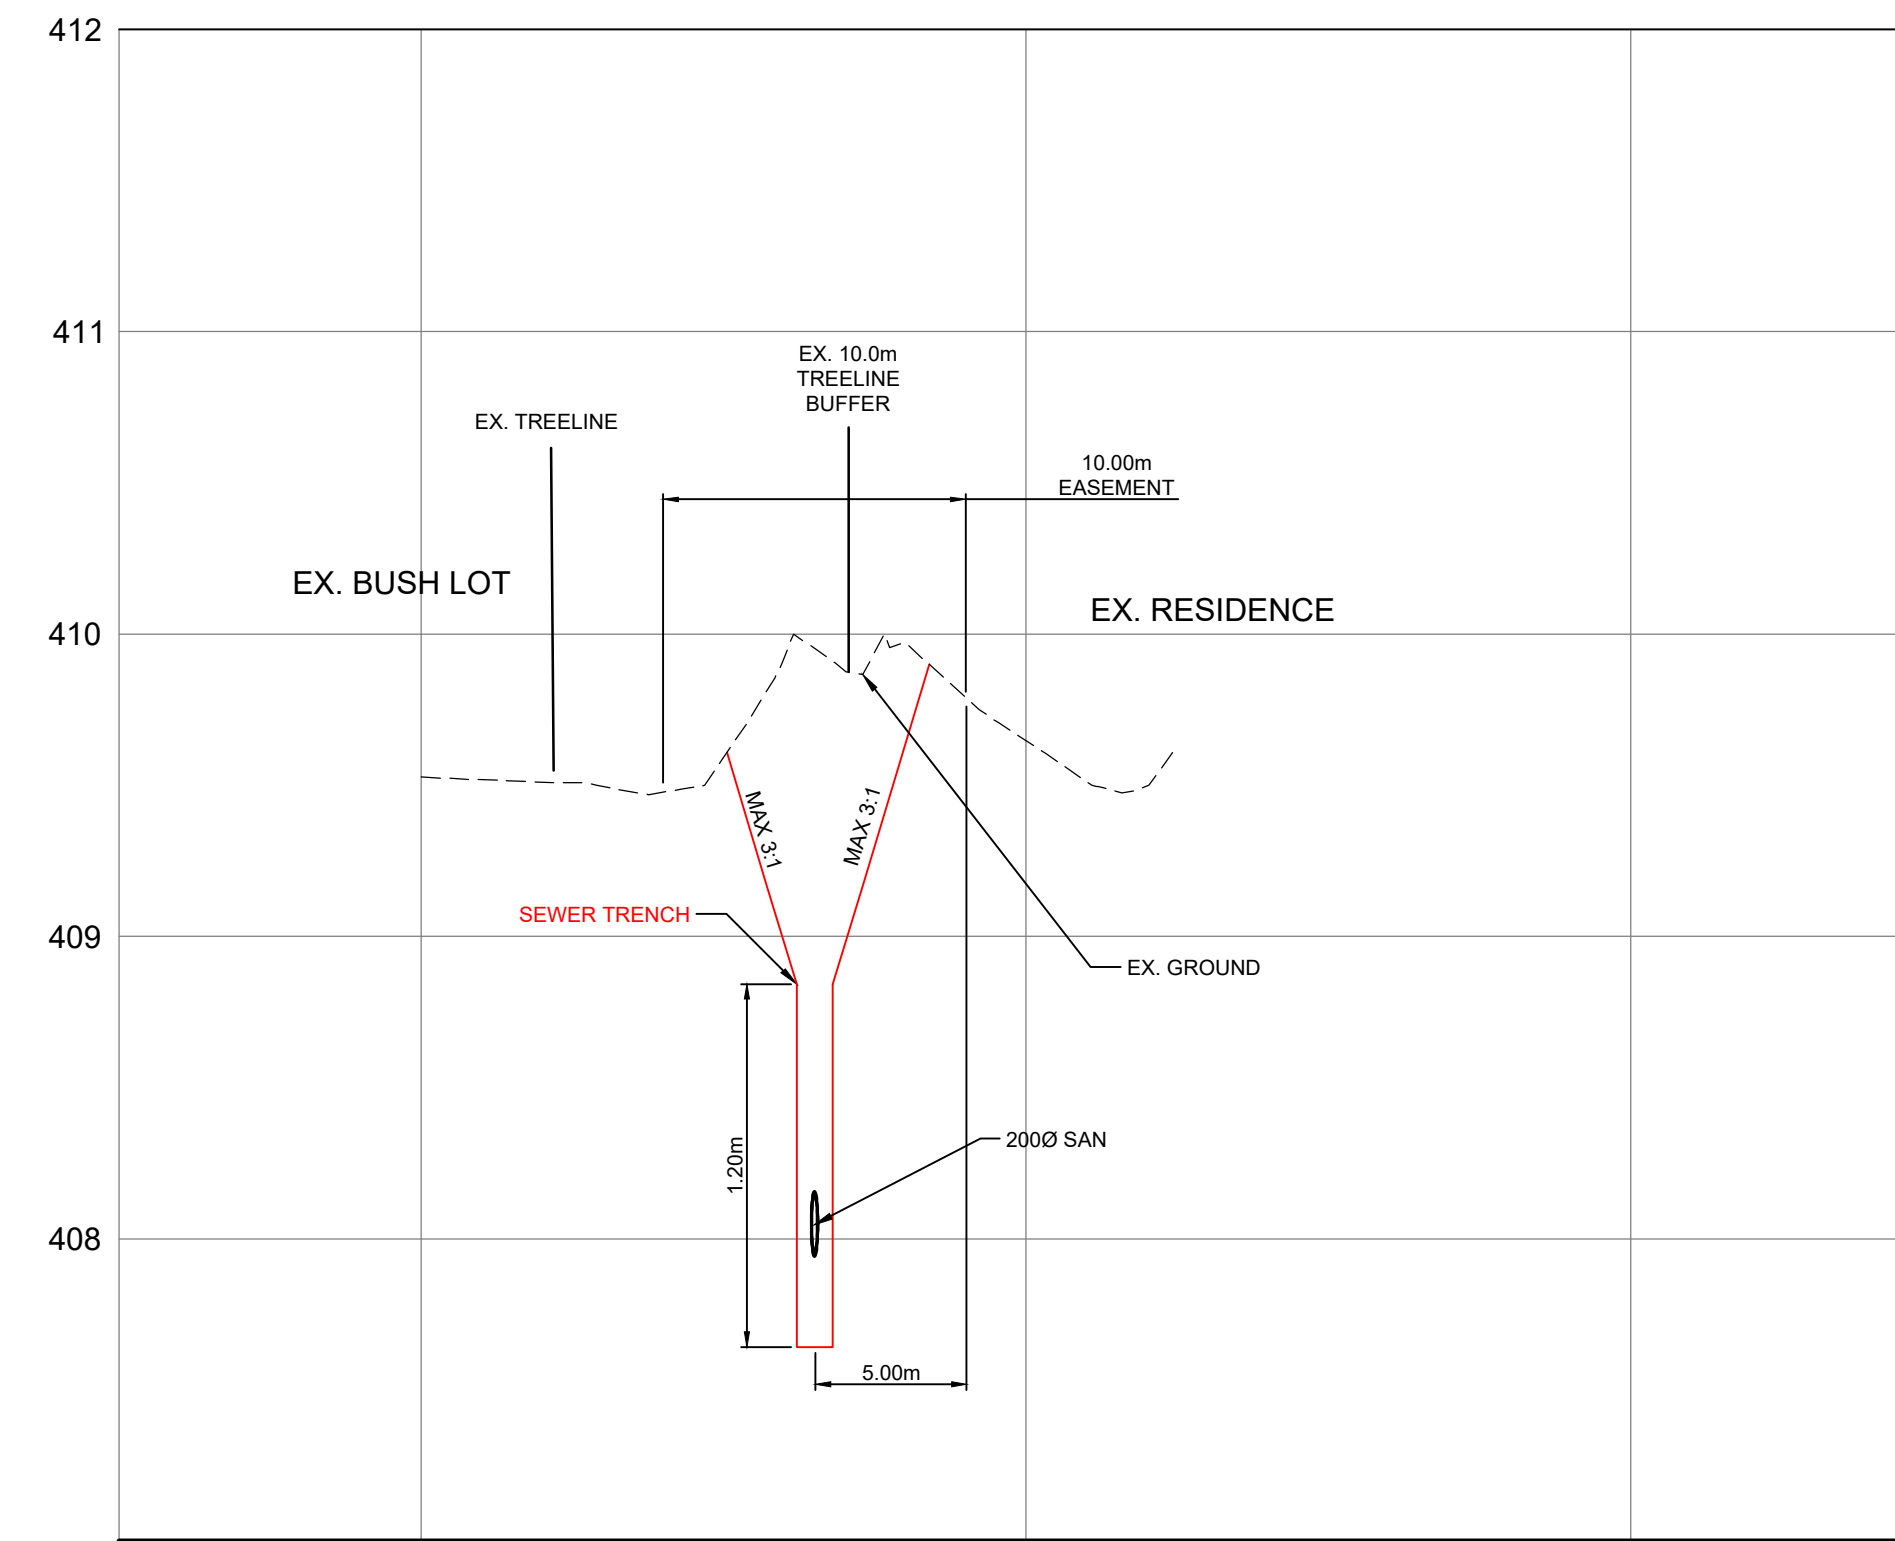 412
411
EX. 10.0m
TREELINE
BUFFER
EX. TREELINE
10.00m
EASEMENT
EX. BUSH LOT
EX. RESIDENCE
410
MAX 3:1
MAX 3:1
SEWER TRENCH
409
EX. GROUND
1.20m
200Ø SAN
408
5.00m